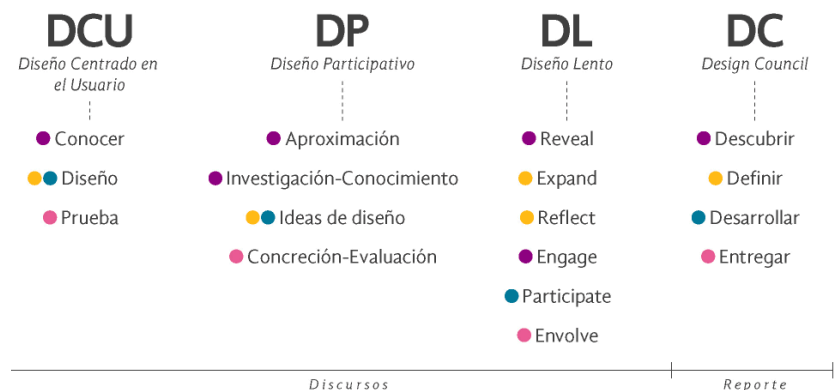 DCU
Diseño Centrado en
el Usuario
Conocer
Diseño
Prueba
DP
Diseño Participativo
Aproximación
Investigación-Conocimiento
Ideas de diseño
Concreción-Evaluación
DL
Diseño Lento
Reveal
Expand
Reflect
Engage
Participate
Envolve
DC
Design Council
Descubrir
Definir
Desarrollar
Entregar
Discursos
Reporte